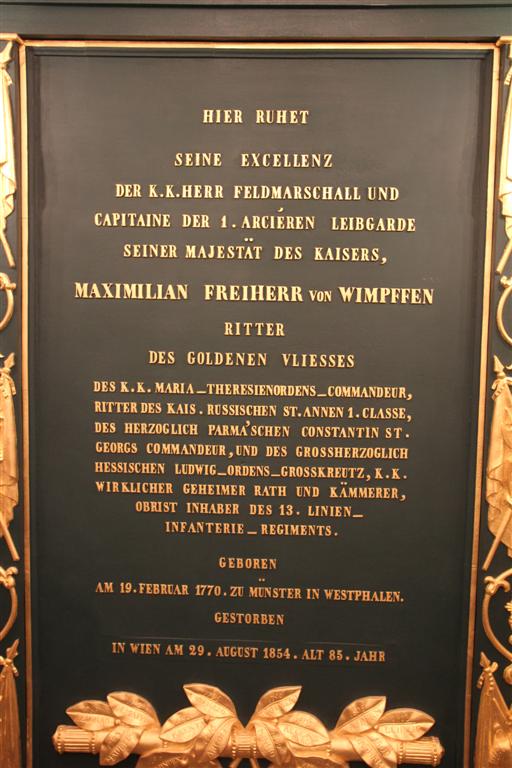 HIER RUHET
SEINE EXCELLENZ
DER K.K.HERR FELDMARSCHALL UND
CAPITAINE DER 1. ARCIÉREN LEIBGARDE
SEINER MAJESTÄT DES KAISERS,
MAXIMILIAN FREIHERR VON WIMPFFEN
RITTER
DES GOLDENEN VLIESSES
DES K.K. MARIA_THERESIENORDENS_COMMANDEUR,
RITTER DES KAIS. RUSSISCHEN ST. ANNEN 1. CLASSE,
DES HERZOGLICH PARMA'SCHEN CONSTANTIN ST.
GEORGS COMMANDEUR, UND DES GROSSHERZOGLICH
HESSISCHEN LUDWIG_ORDENS_GROSSKREUTZ, K.K.
WIRKLICHER GEHEIMER RATH UND KÄMMERER,
OBRIST INHABER DES 13. LINIEN_
INFANTERIE_REGIMENTS.
GEBOREN
AM 19. FEBRUAR 1770. ZU MÜNSTER IN WESTPHALEN.
GESTORBEN
IN WIEN AM 29. AUGUST 1854. ALT 85. JAHR